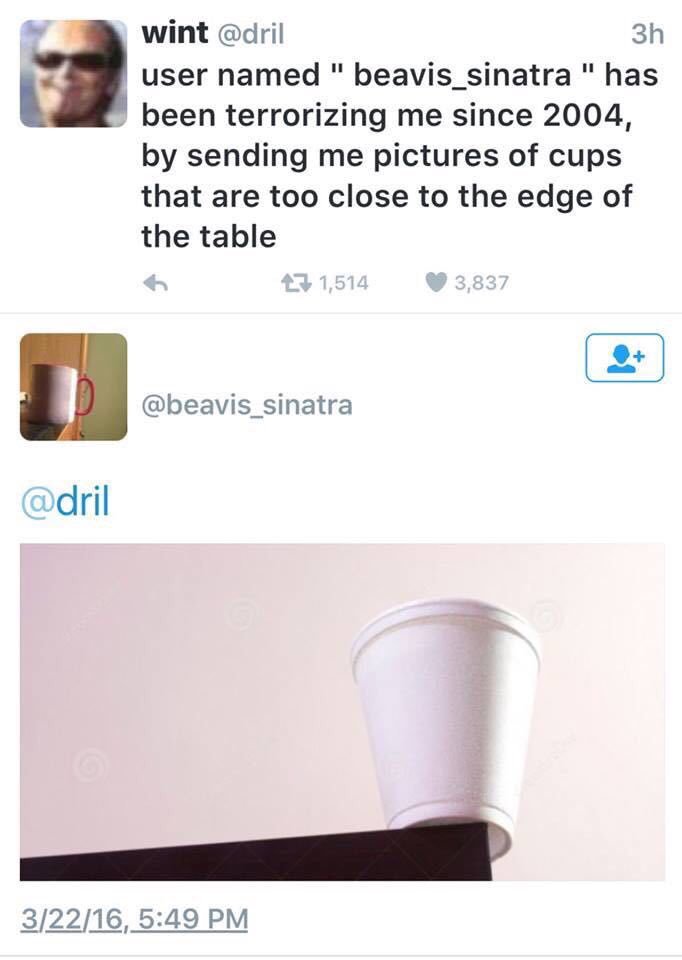 wint @dril 3h
user named " beavis_sinatra " has
been terrorizing me since 2004,
by sending me pictures of cups
that are too close to the edge of
the table
1,514 3,837
@beavis_sinatra
@dril
3/22/16, 5:49 PM